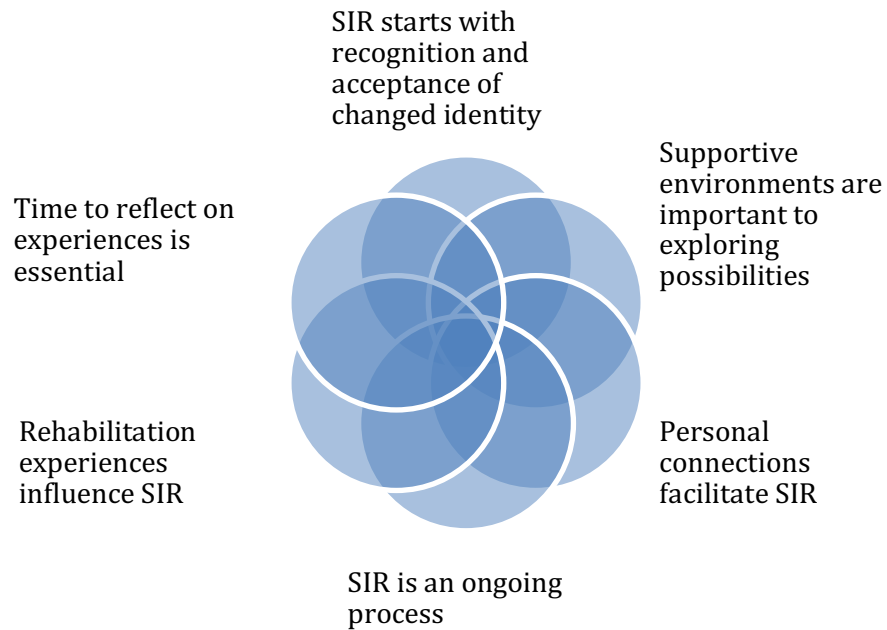 SIR starts with
recognition and
acceptance of
changed identity
Supportive
environments are
important to
exploring
possibilities
Personal
connections
facilitate SIR
SIR is an ongoing
process
Rehabilitation
experiences
influence SIR
Time to reflect on
experiences is
essential